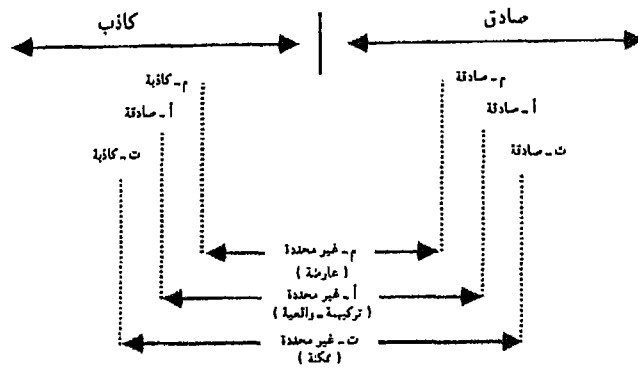 صادق
كاذب
م-صادقة
م-كاذبة
أ-صادقة
أ-صادقة
ت-صادقة
ت-كاذبة
م-غير محددة
(عارضة)
أ-غير محددة
(تركيبية-واقعية)
ت-غير محددة
(ممكنة)